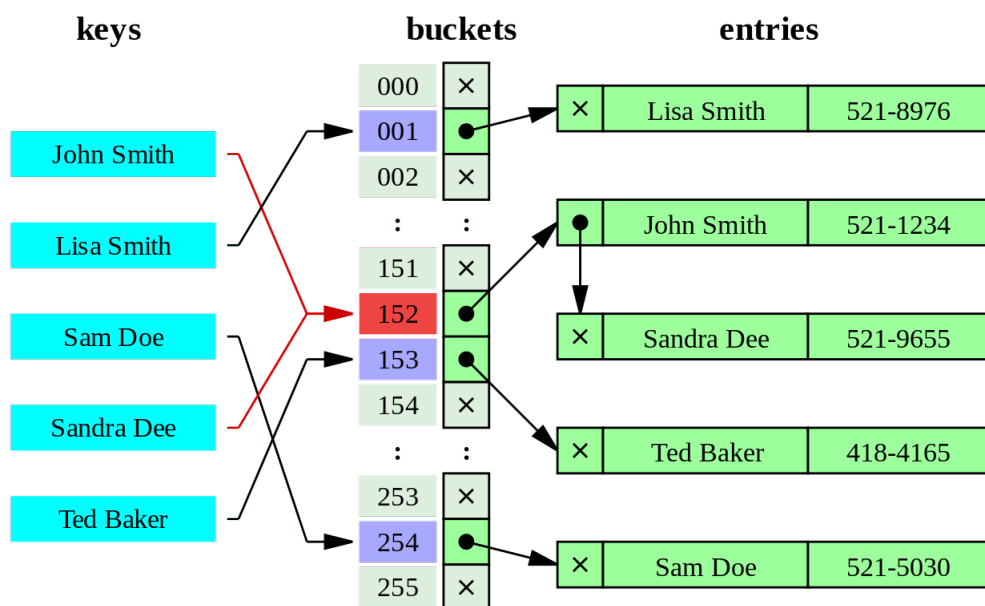 keys
buckets
entries
John Smith
Lisa Smith
Sam Doe
Sandra Dee
Ted Baker
000 ×
001
002 ×
: :
151 ×
152
153
154 ×
: :
253 ×
254
255 ×
× Lisa Smith 521-8976
John Smith 521-1234
× Sandra Dee 521-9655
× Ted Baker 418-4165
× Sam Doe 521-5030